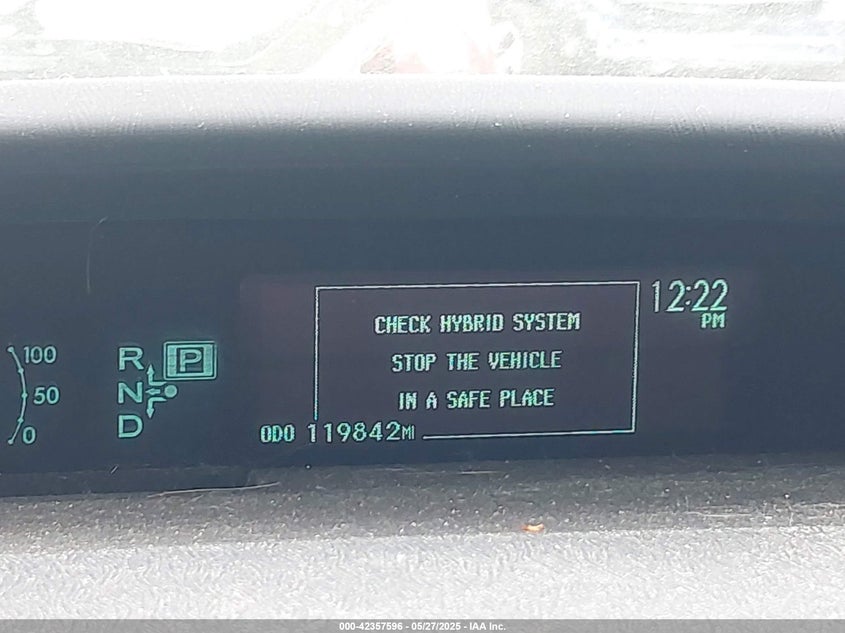 12:22
PM
CHECK HYBRID SYSTEM
STOP THE VEHICLE
IN A SAFE PLACE
100
50
0
R P
N
D
ODO 119842MI
000-42357596 - 05/27/2025 - IAA Inc.